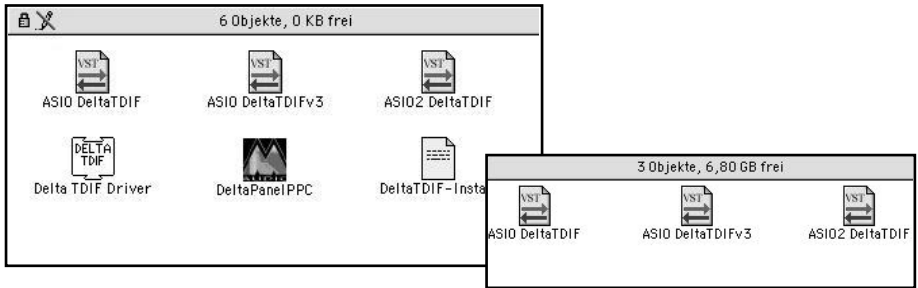 6 Objekte, 0 KB frei
VST VST VST
ASIO DeltaTDIF ASIO DeltaTDIFv3 ASIO2 DeltaTDIF
DELTA
TDIF
Delta TDIF Driver DeltaPanelPPC DeltaTDIF-Insta
3 Objekte, 6,80 GB frei
VST VST VST
ASIO DeltaTDIF ASIO DeltaTDIFv3 ASIO2 DeltaTDIF